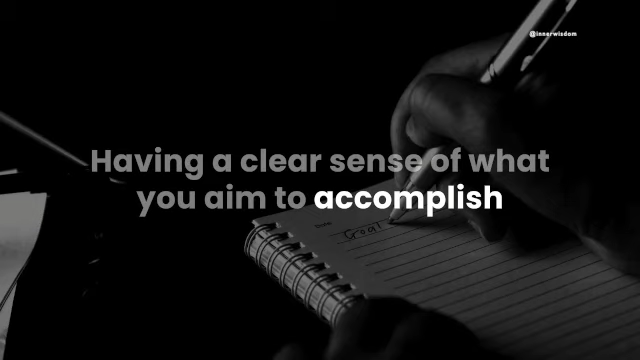 @innerwisdom
Having a clear sense of what
you aim to accomplish
Goal